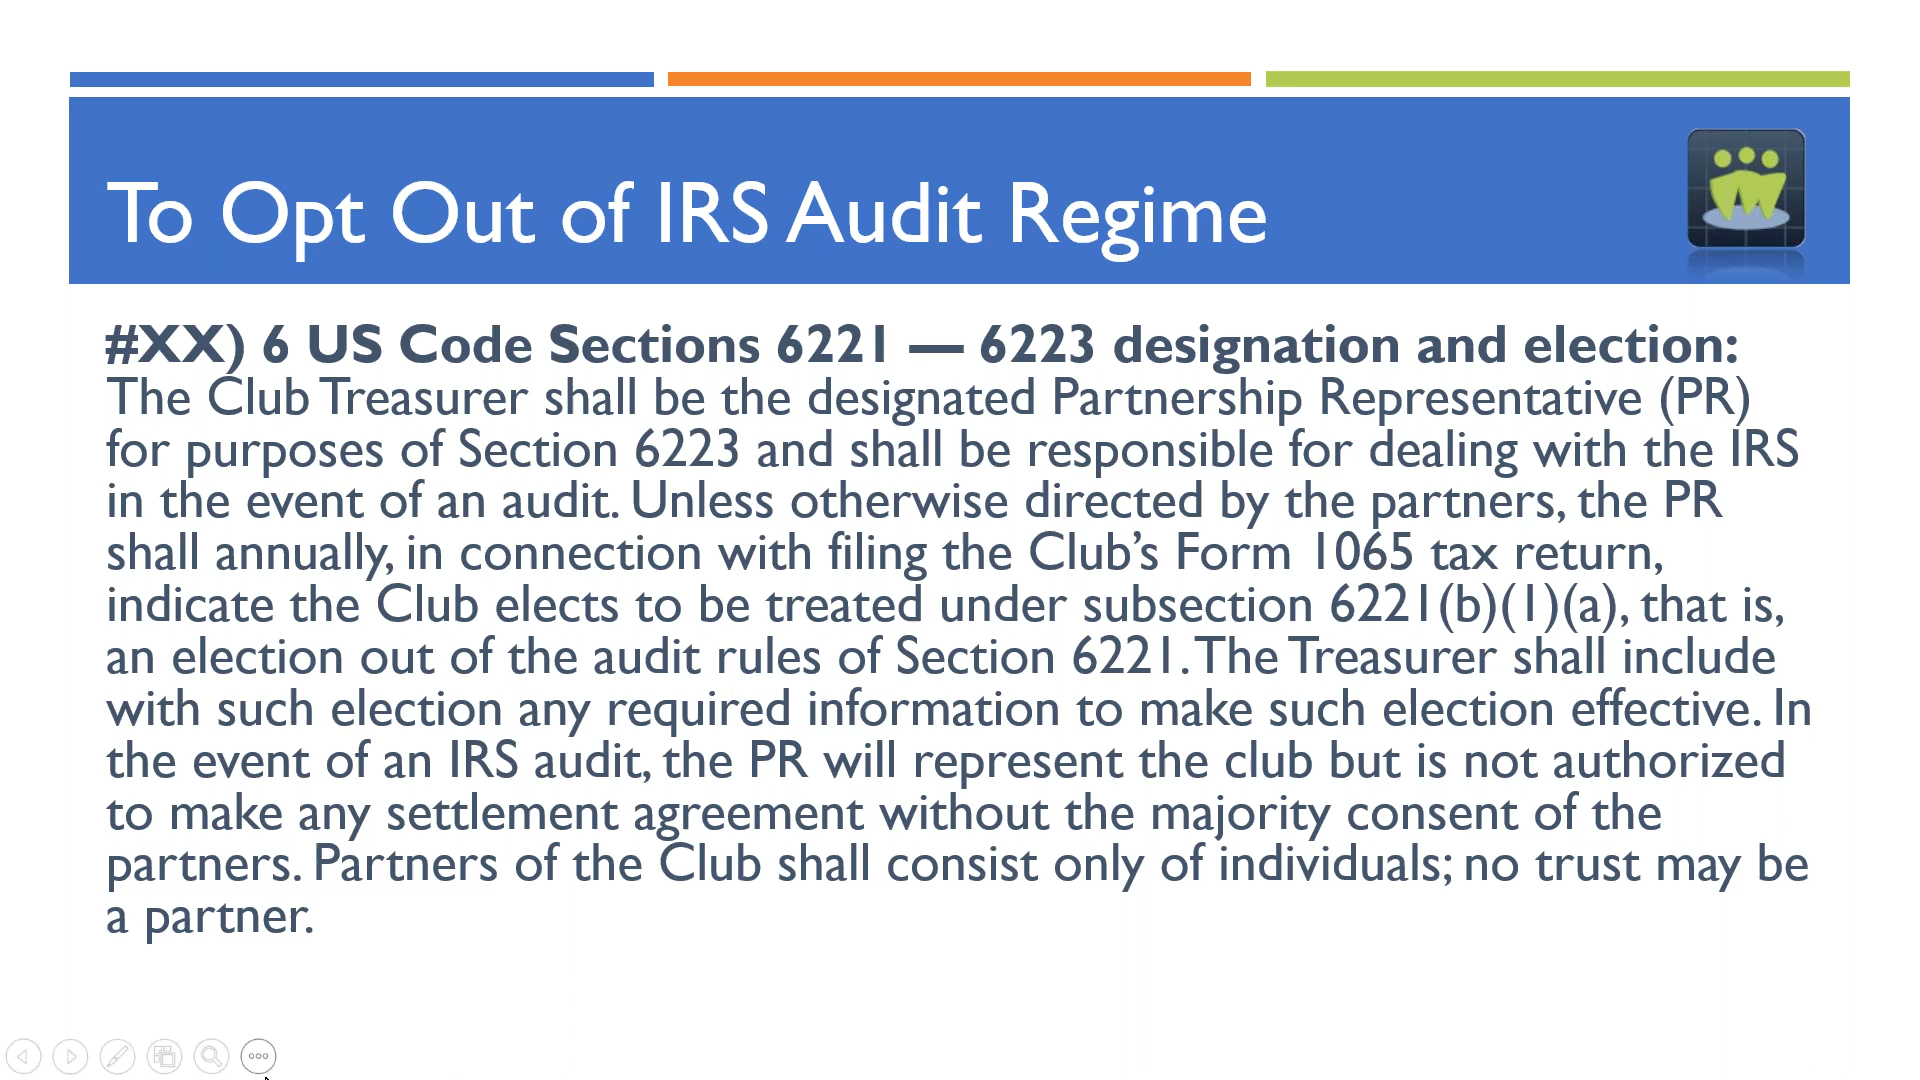 To Opt Out of IRS Audit Regime
#XX) 6 US Code Sections 6221 — 6223 designation and election:
The Club Treasurer shall be the designated Partnership Representative (PR)
for purposes of Section 6223 and shall be responsible for dealing with the IRS
in the event of an audit. Unless otherwise directed by the partners, the PR
shall annually, in connection with filing the Club’s Form 1065 tax return,
indicate the Club elects to be treated under subsection 6221(b)(1)(a), that is,
an election out of the audit rules of Section 6221. The Treasurer shall include
with such election any required information to make such election effective. In
the event of an IRS audit, the PR will represent the club but is not authorized
to make any settlement agreement without the majority consent of the
partners. Partners of the Club shall consist only of individuals; no trust may be
a partner.